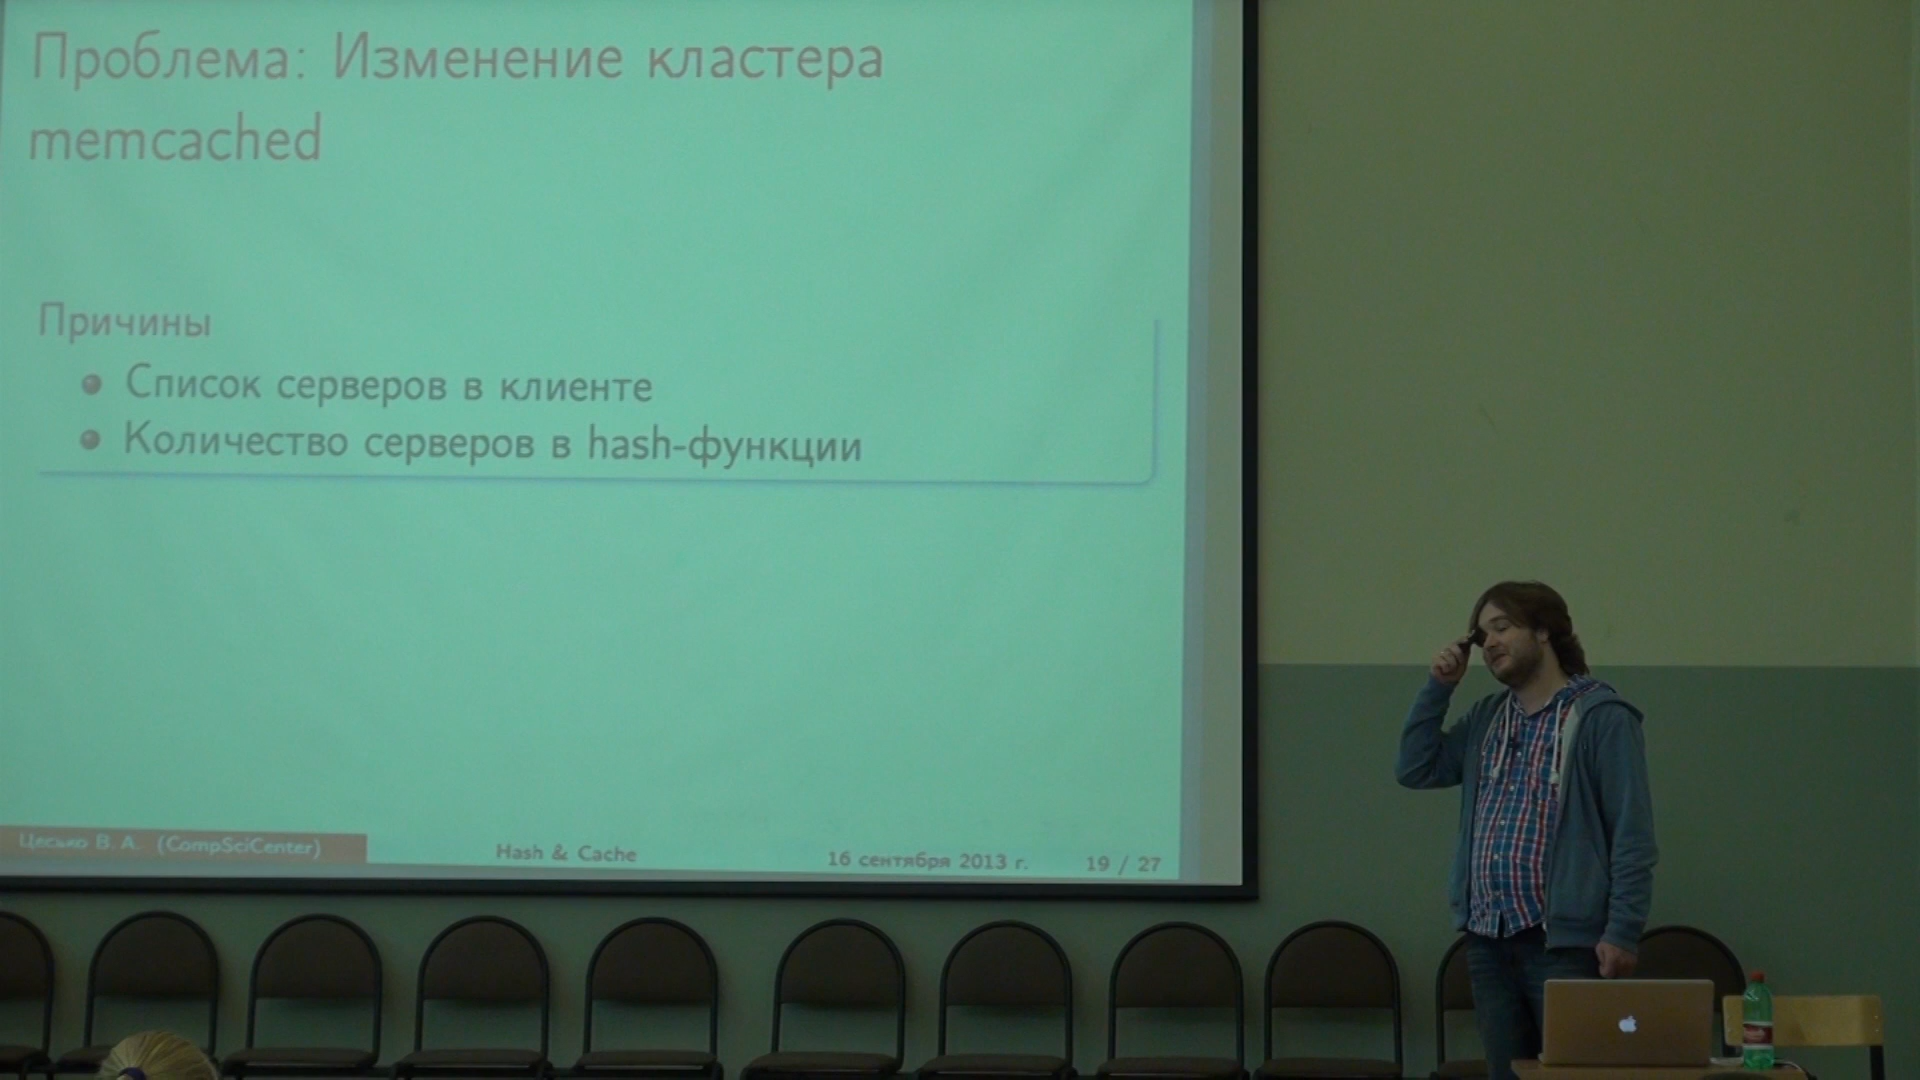 Проблема: Изменение кластера
memcached
Причины
Список серверов в клиенте
Количество серверов в hash-функции
Цесько В. А. (CompSciCenter)
Hash & Cache
16 сентября 2013 г.
19 / 27